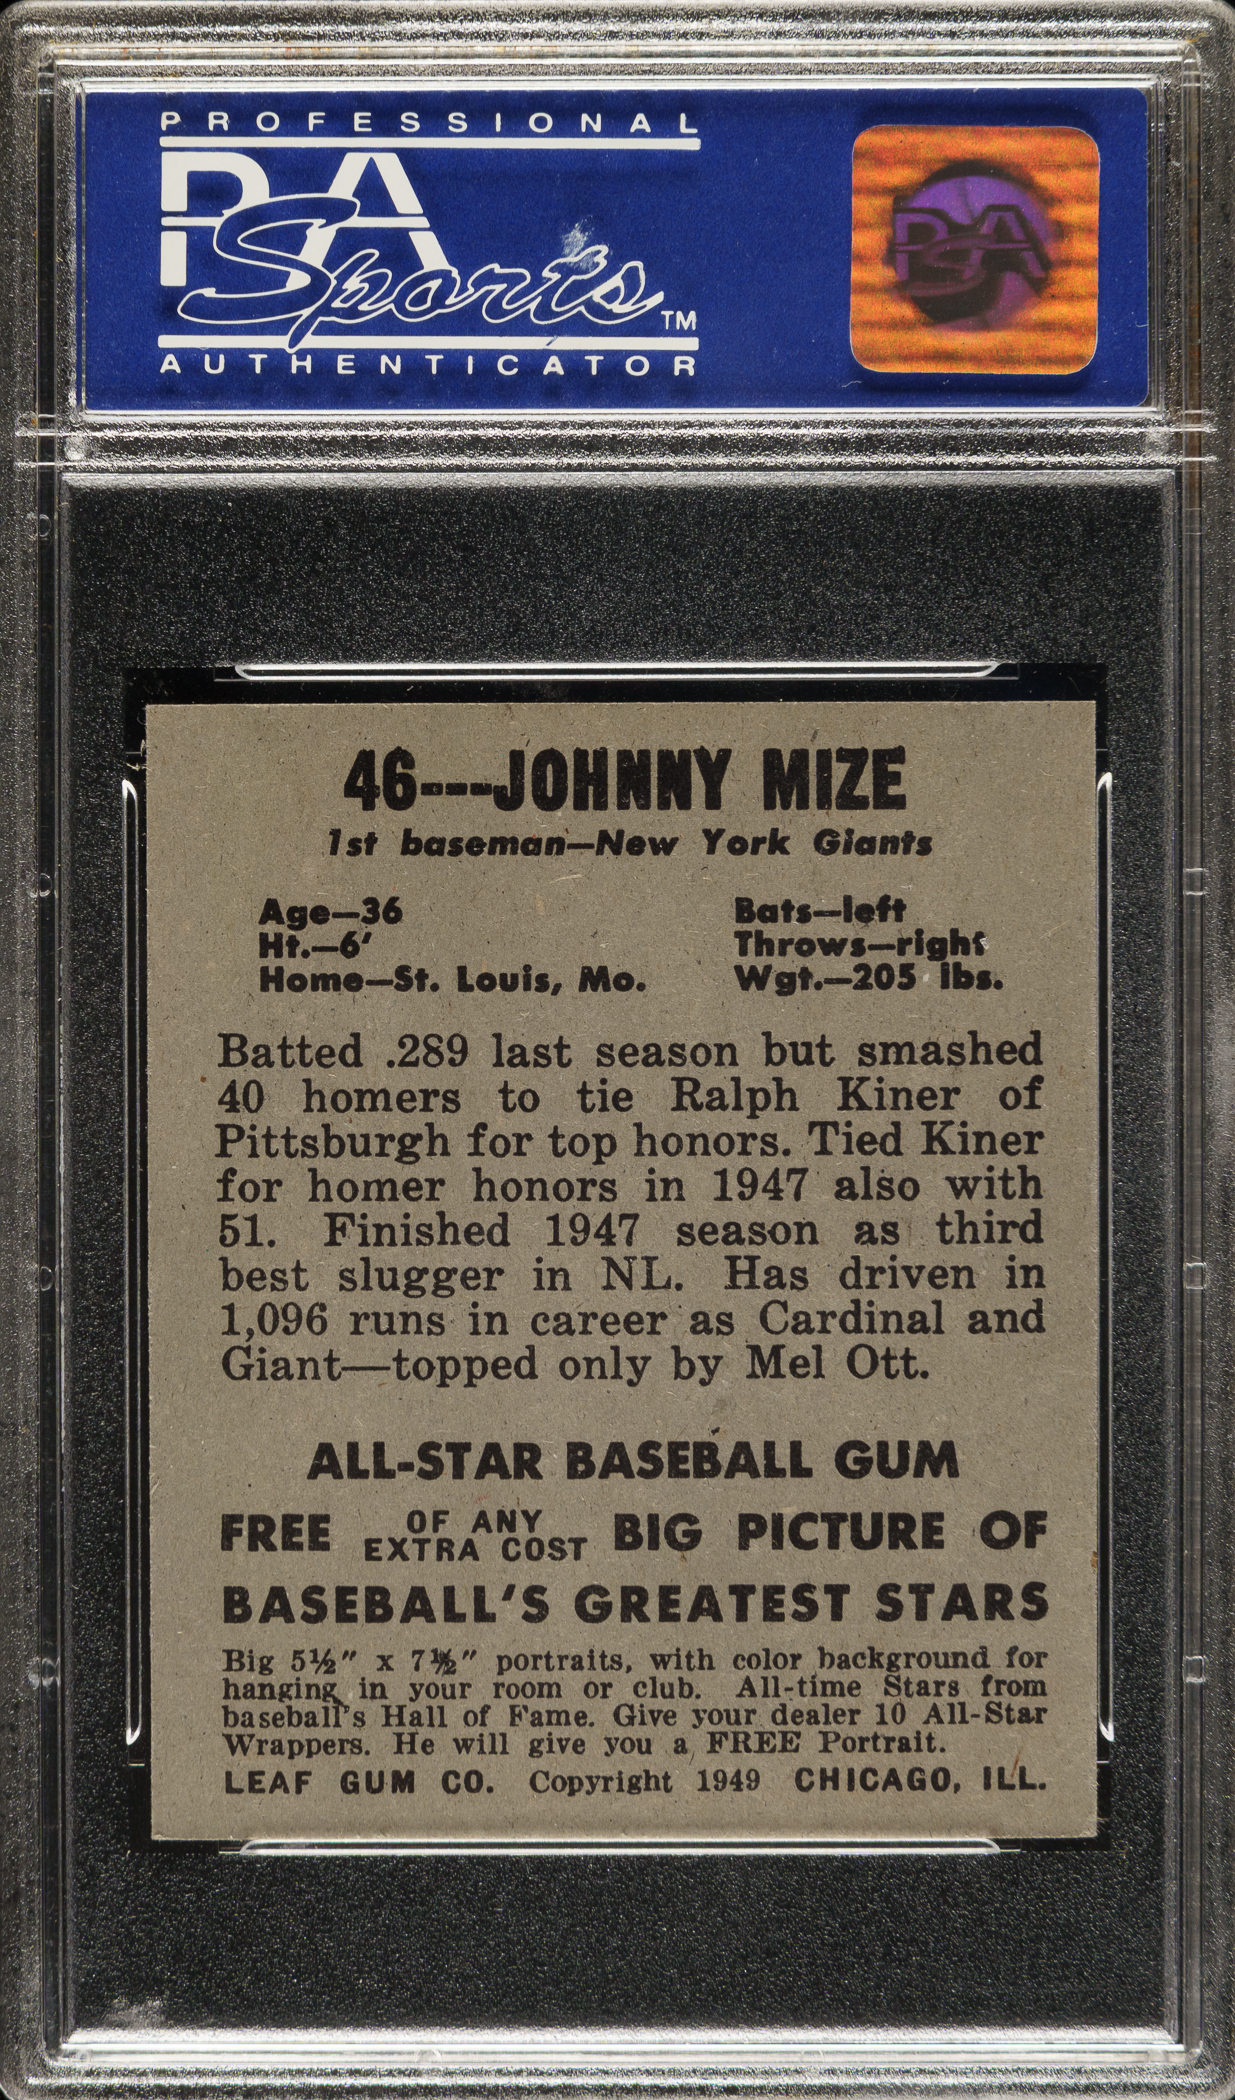 PROFESSIONAL
PSA
Sports™
AUTHENTICATOR
PSA
46---JOHNNY MIZE
1st baseman—New York Giants
Age—36 Bats—left
Ht.—6' Throws—right
Home—St. Louis, Mo. Wgt.—205 lbs.
Batted .289 last season but smashed
40 homers to tie Ralph Kiner of
Pittsburgh for top honors. Tied Kiner
for homer honors in 1947 also with
51. Finished 1947 season as third
best slugger in NL. Has driven in
1,096 runs in career as Cardinal and
Giant—topped only by Mel Ott.
ALL-STAR BASEBALL GUM
FREE OF ANY EXTRA COST BIG PICTURE OF
BASEBALL'S GREATEST STARS
Big 5½" x 7½" portraits, with color background for
hanging in your room or club. All-time Stars from
baseball's Hall of Fame. Give your dealer 10 All-Star
Wrappers. He will give you a FREE Portrait.
LEAF GUM CO. Copyright 1949 CHICAGO, ILL.